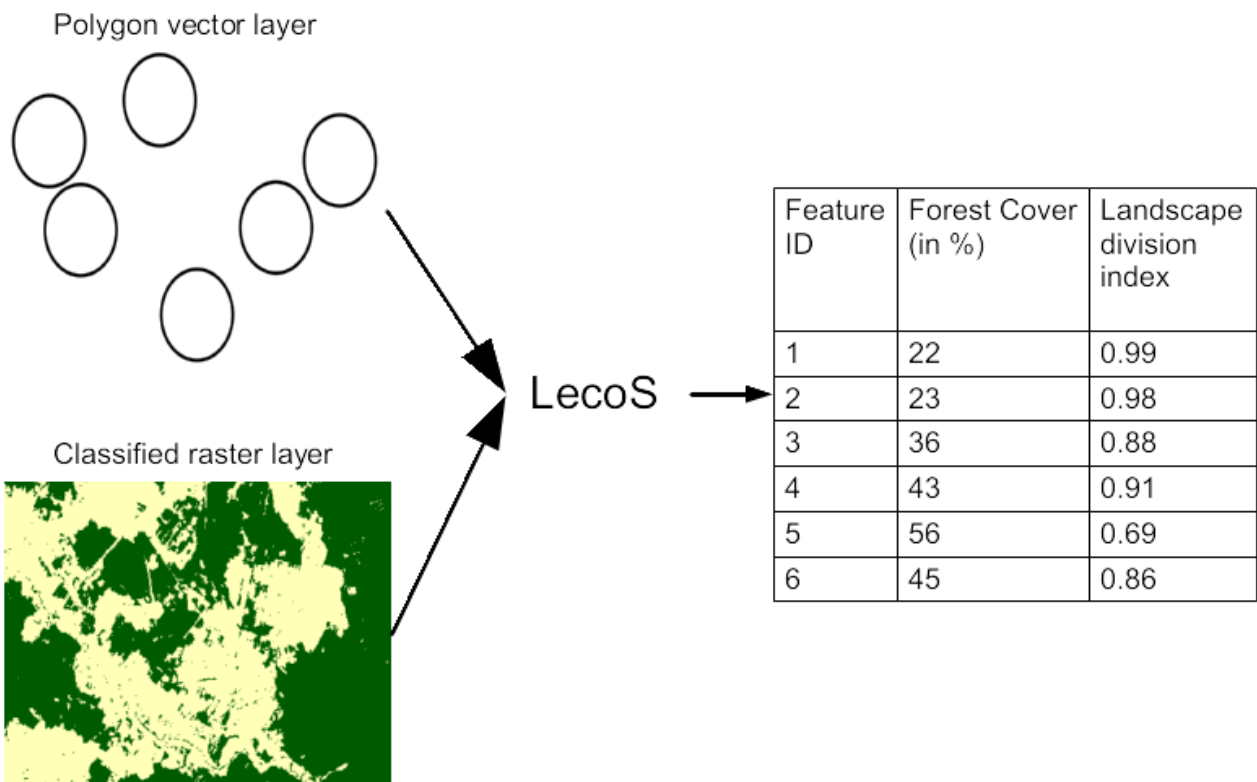 Polygon vector layer
Classified raster layer
LecoS
Feature ID Forest Cover (in %) Landscape division index
1 22 0.99
2 23 0.98
3 36 0.88
4 43 0.91
5 56 0.69
6 45 0.86